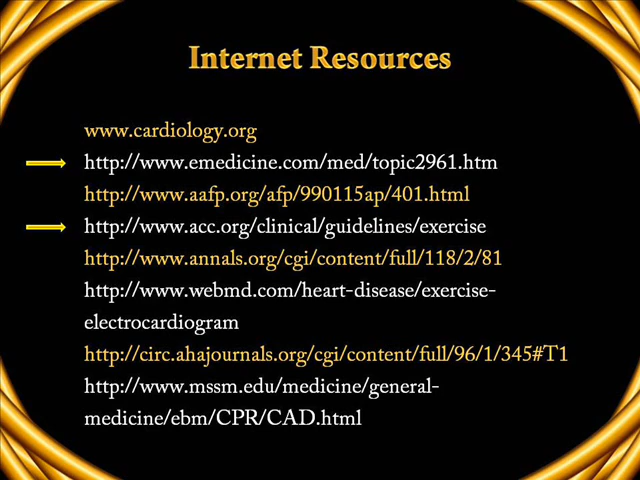 Internet Resources
www.cardiology.org
http://www.emedicine.com/med/topic2961.htm
http://www.aafp.org/afp/990115ap/401.html
http://www.acc.org/clinical/guidelines/exercise
http://www.annals.org/cgi/content/full/118/2/81
http://www.webmd.com/heart-disease/exercise-
electrocardiogram
http://circ.ahajournals.org/cgi/content/full/96/1/345#T1
http://www.mssm.edu/medicine/general-
medicine/ebm/CPR/CAD.html